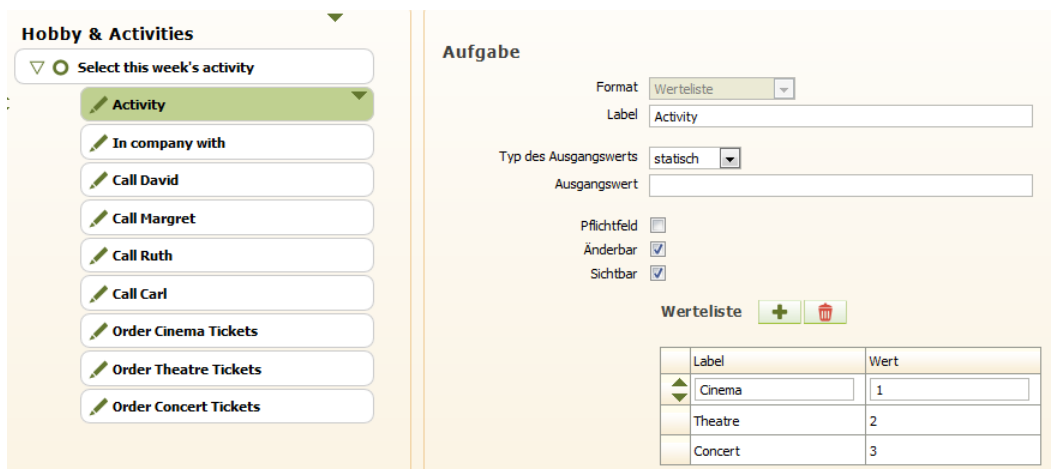 Hobby & Activities
Select this week's activity
Activity
In company with
Call David
Call Margret
Call Ruth
Call Carl
Order Cinema Tickets
Order Theatre Tickets
Order Concert Tickets
Aufgabe
Format Werteliste
Label Activity
Typ des Ausgangswerts statisch
Ausgangswert
Pflichtfeld
Änderbar
Sichtbar
Werteliste
Label Wert
Cinema 1
Theatre 2
Concert 3